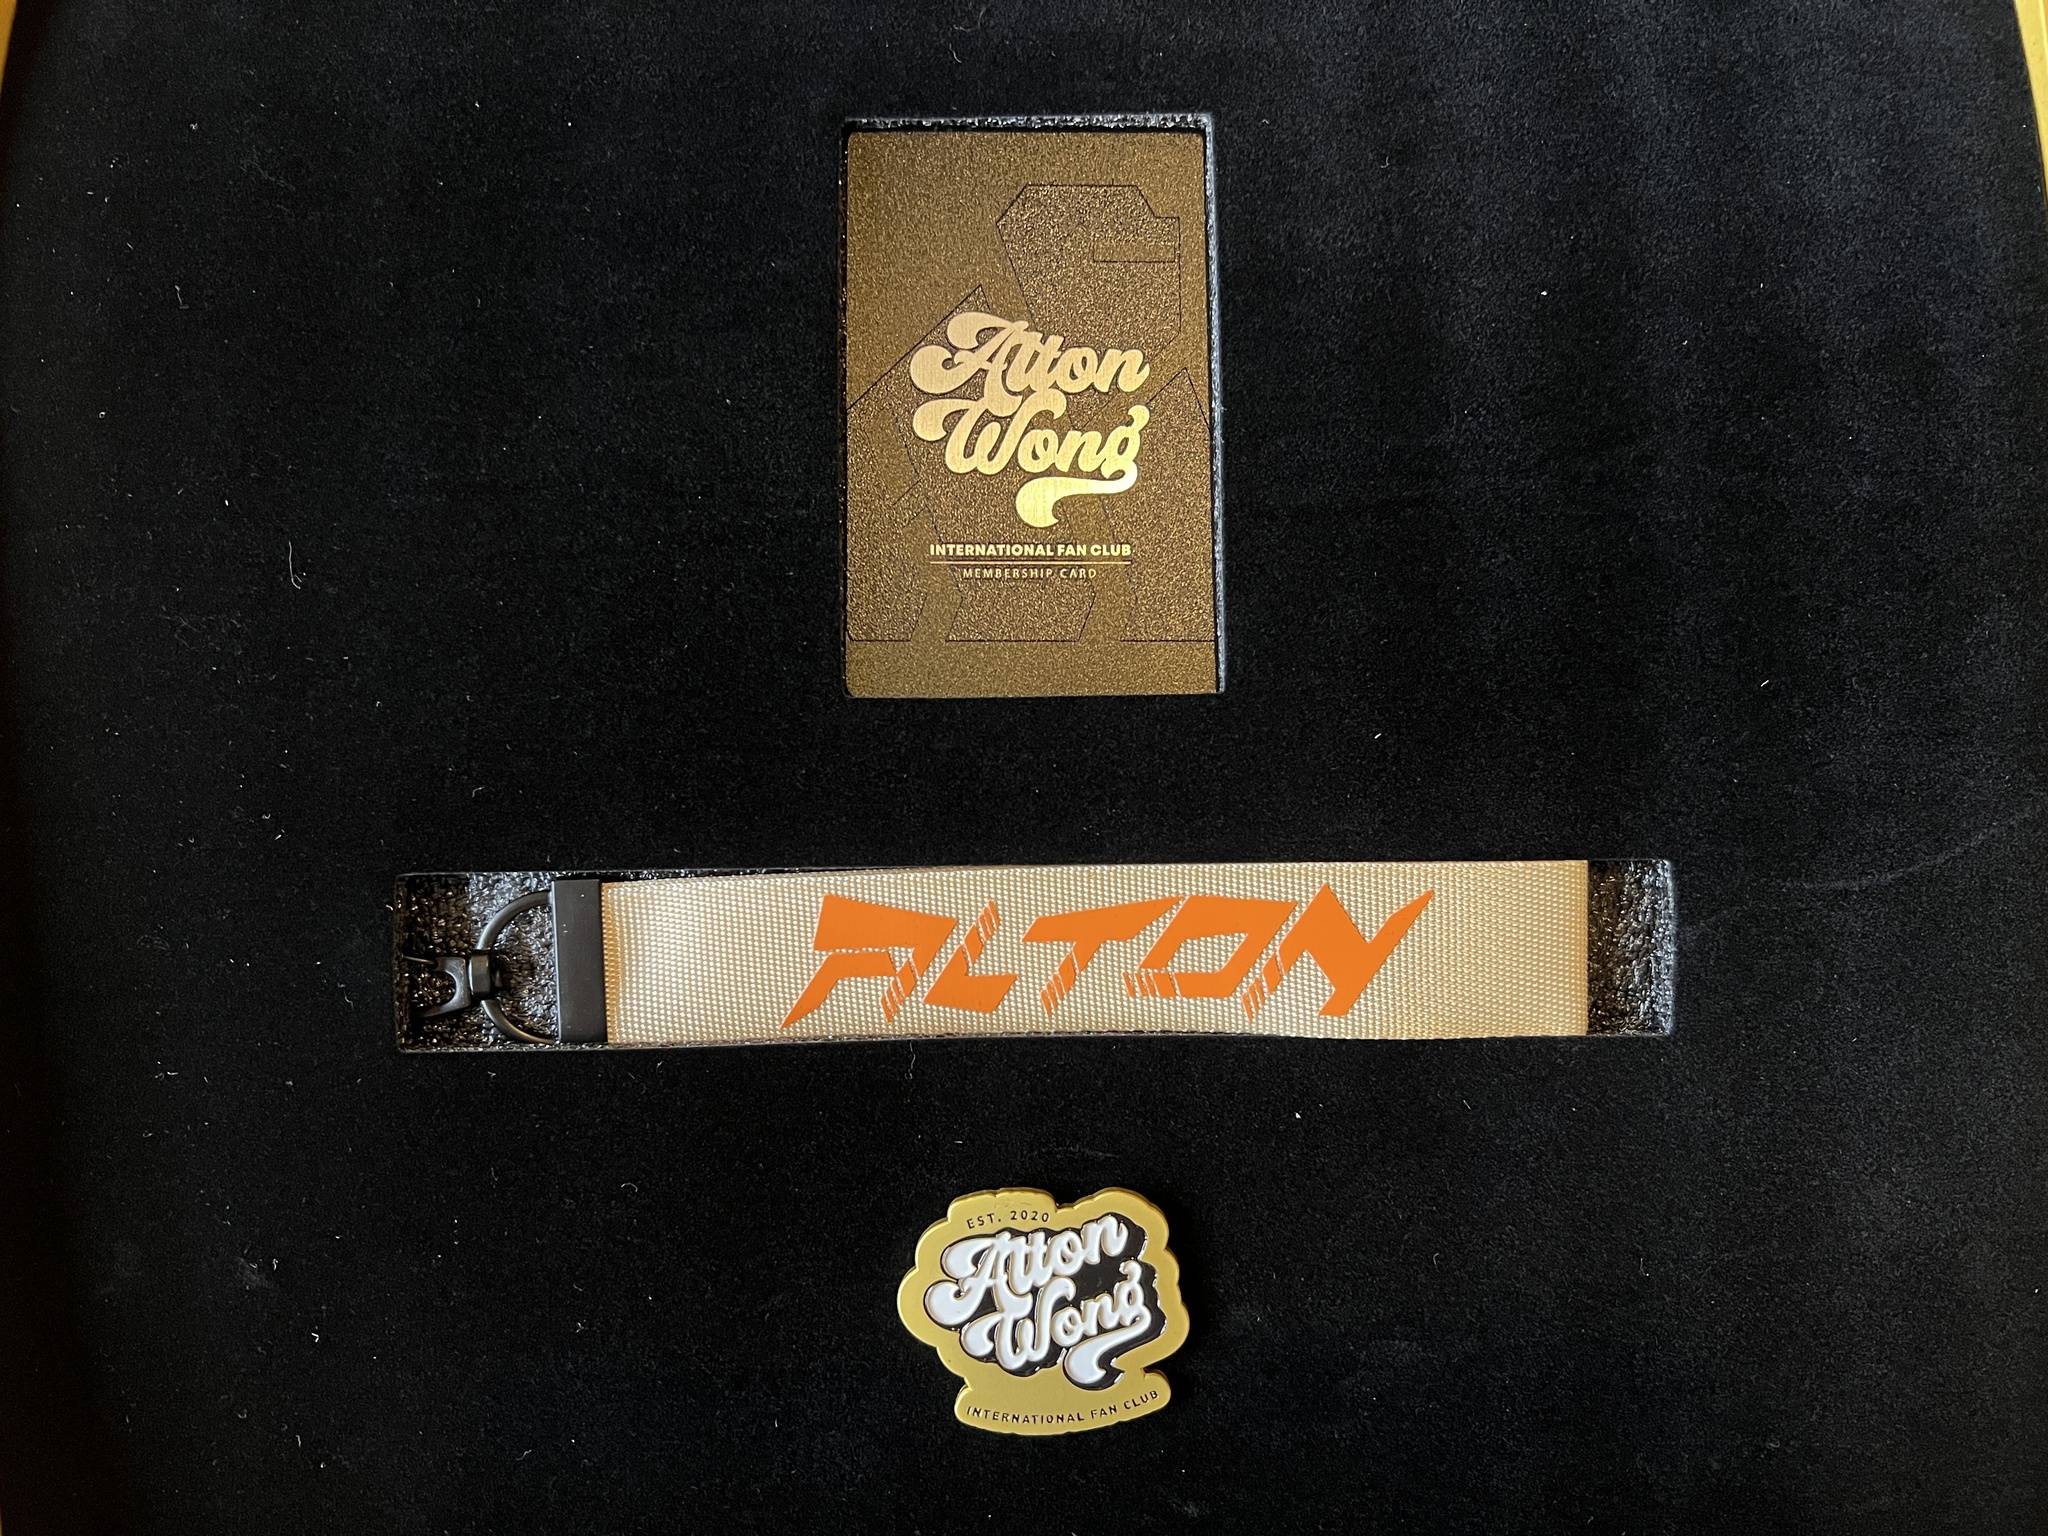 Alton
Wong
INTERNATIONAL FAN CLUB
MEMBERSHIP CARD
ALTON
EST. 2020
Alton
Wong
INTERNATIONAL FAN CLUB